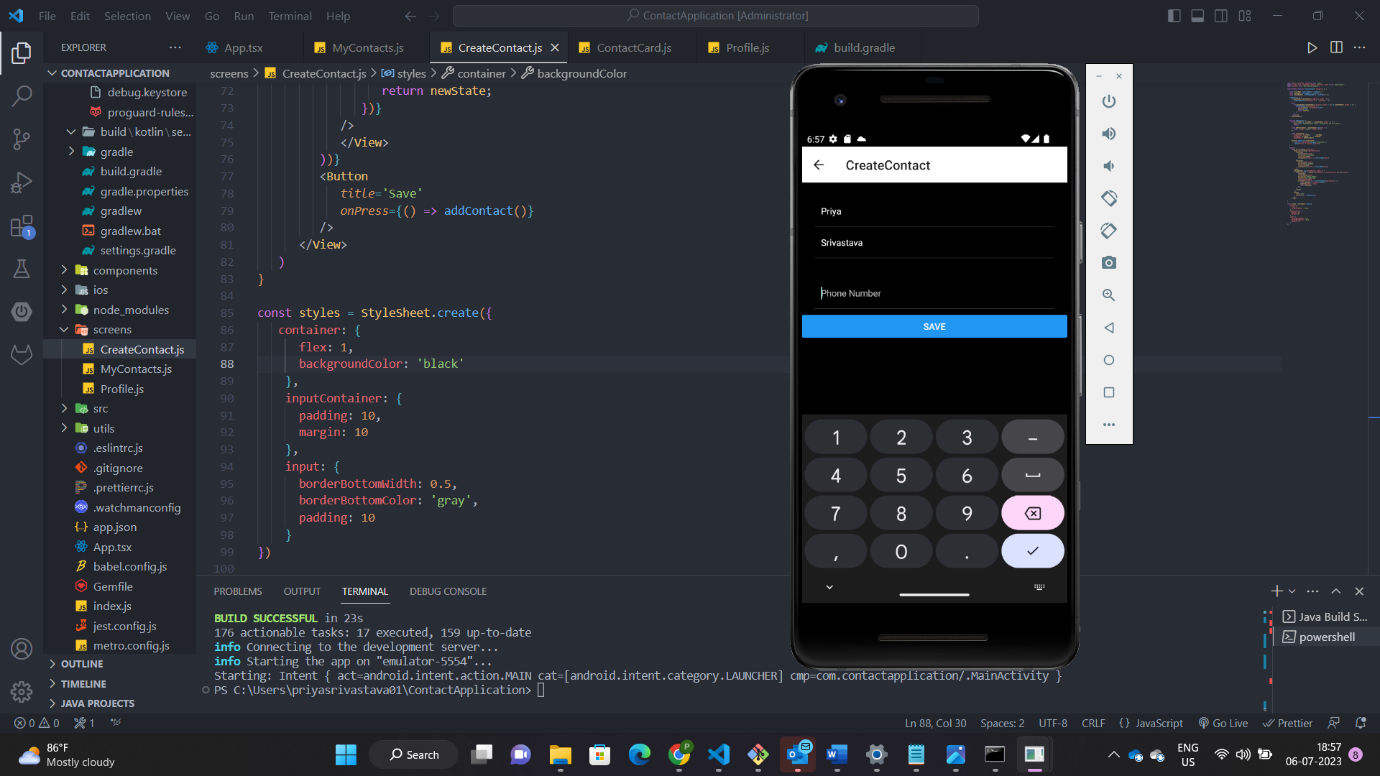 File Edit Selection View Go Run Terminal Help
ContactApplication [Administrator]
EXPLORER
App.tsx MyContacts.js CreateContact.js ContactCard.js Profile.js build.gradle
CONTACTAPPLICATION
debug.keystore
proguard-rules...
build \ kotlin \ se...
gradle
build.gradle
gradle.properties
gradlew
gradlew.bat
settings.gradle
components
ios
node_modules
screens
CreateContact.js
MyContacts.js
Profile.js
src
utils
.eslintrc.js
.gitignore
.prettierrc.js
.watchmanconfig
app.json
App.tsx
babel.config.js
Gemfile
index.js
jest.config.js
metro.config.js
OUTLINE
TIMELINE
JAVA PROJECTS
1
screens > CreateContact.js > styles > container > backgroundColor
72 return newState;
73 })}
74 />
75 </View>
76 ))}
77 <Button
78 title='Save'
79 onPress={() => addContact()}
80 />
81 </View>
82 )
83 }
84
85 const styles = StyleSheet.create({
86 container: {
87 flex: 1,
88 backgroundColor: 'black'
89 },
90 inputContainer: {
91 padding: 10,
92 margin: 10
93 },
94 input: {
95 borderBottomWidth: 0.5,
96 borderBottomColor: 'gray',
97 padding: 10
98 }
99 })
100
6:57
CreateContact
Priya
Srivastava
Phone Number
SAVE
1 2 3 –
4 5 6
7 8 9
, 0 .
PROBLEMS OUTPUT TERMINAL DEBUG CONSOLE
BUILD SUCCESSFUL in 23s
176 actionable tasks: 17 executed, 159 up-to-date
info Connecting to the development server...
info Starting the app on "emulator-5554"...
Starting: Intent { act=android.intent.action.MAIN cat=[android.intent.category.LAUNCHER] cmp=com.contactapplication/.MainActivity }
PS C:\Users\priyasrivastava01\ContactApplication>
Java Build S...
powershell
0 0 1 Ln 88, Col 30 Spaces: 2 UTF-8 CRLF {} JavaScript Go Live Prettier
86°F
Mostly cloudy
Search
ENG
US
18:57
06-07-2023
8